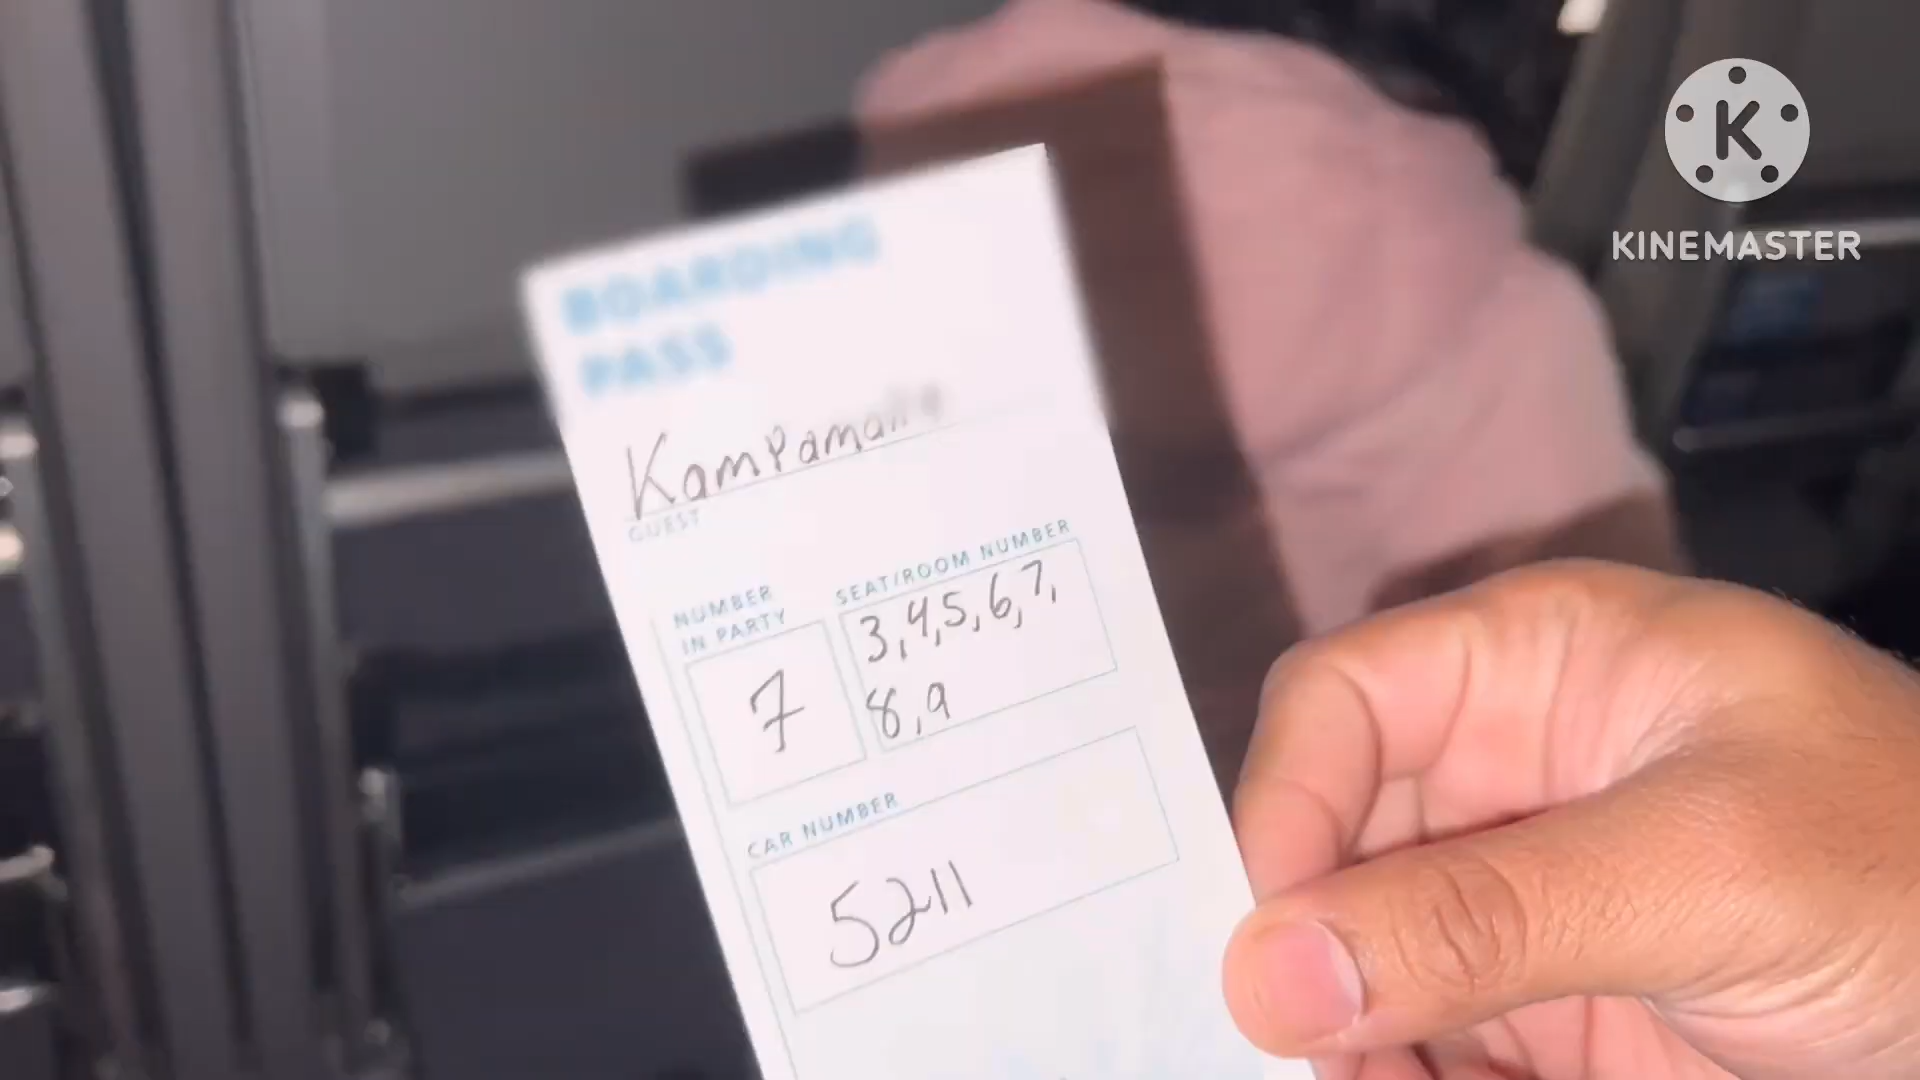 BOARDING
PASS
GUEST
NUMBER
IN PARTY
7
SEAT/ROOM NUMBER
3,4,5,6,7,
8,9
CAR NUMBER
5211
K
KINEMASTER